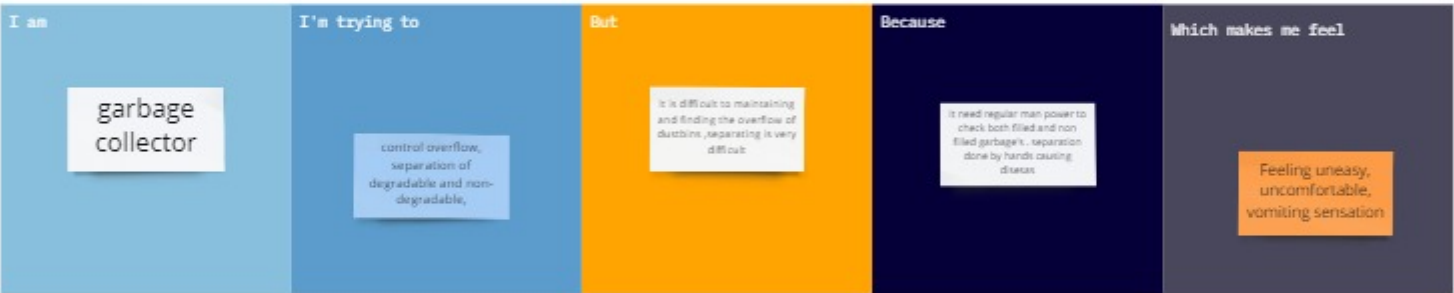 I am
garbage
collector
I'm trying to
control overflow,
separation of
degradable and non-
degradable,
But
It is difficult to maintaining
and finding the overflow of
dustbins ,separating is very
difficult
Because
it need regular man power to
check both filled and non
filled garbage's . separation
done by hands causing
diseses
Which makes me feel
Feeling uneasy,
uncomfortable,
vomiting sensation